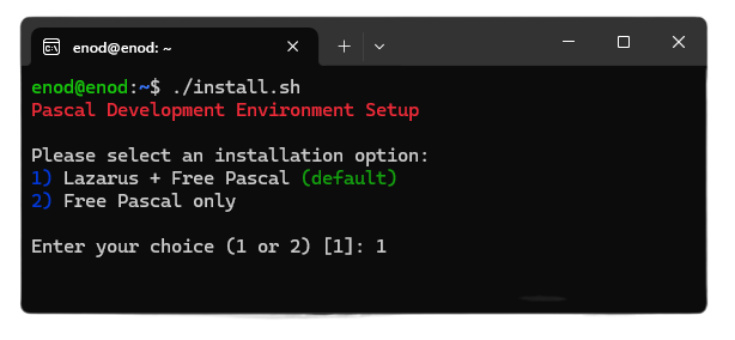 enod@enod: ~
enod@enod:~$ ./install.sh
Pascal Development Environment Setup
Please select an installation option:
1) Lazarus + Free Pascal (default)
2) Free Pascal only
Enter your choice (1 or 2) [1]: 1